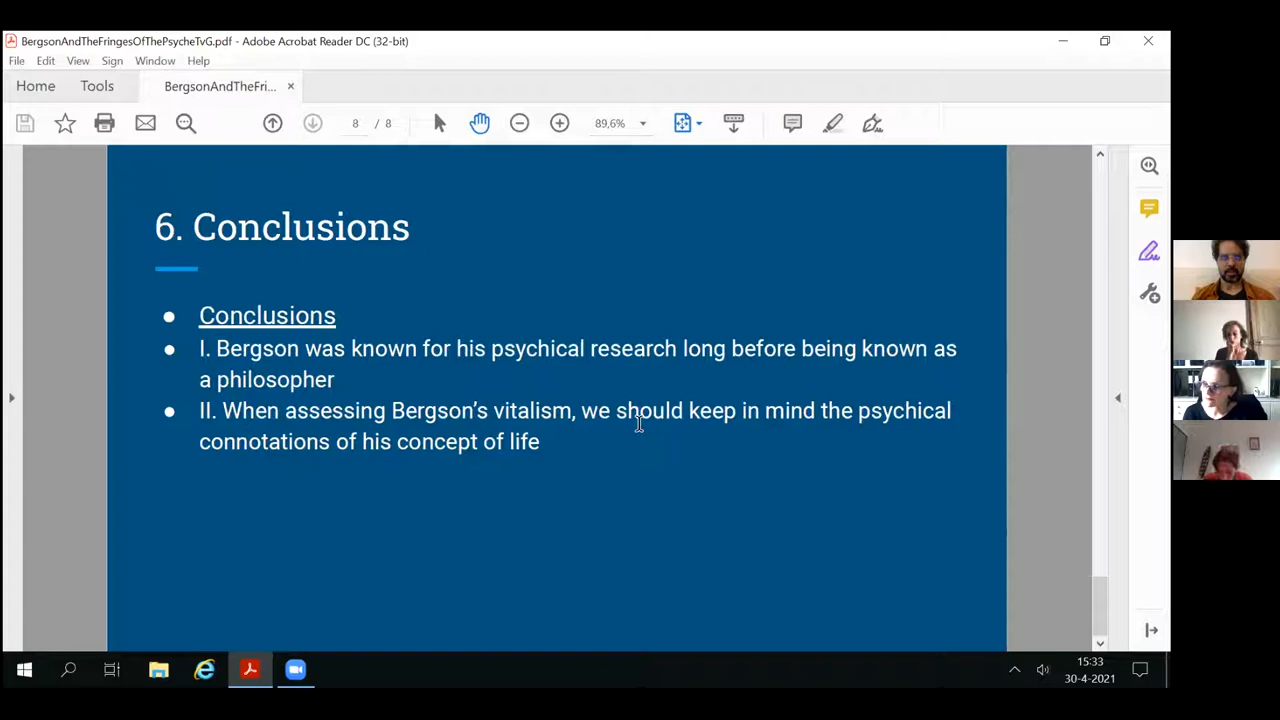 BergsonAndTheFringesOfThePsycheTvG.pdf - Adobe Acrobat Reader DC (32-bit)
File Edit View Sign Window Help
Home Tools BergsonAndTheFri... ×
8 / 8 89,6%
6. Conclusions
● Conclusions
● I. Bergson was known for his psychical research long before being known as
a philosopher
● II. When assessing Bergson's vitalism, we should keep in mind the psychical
connotations of his concept of life
15:33
30-4-2021